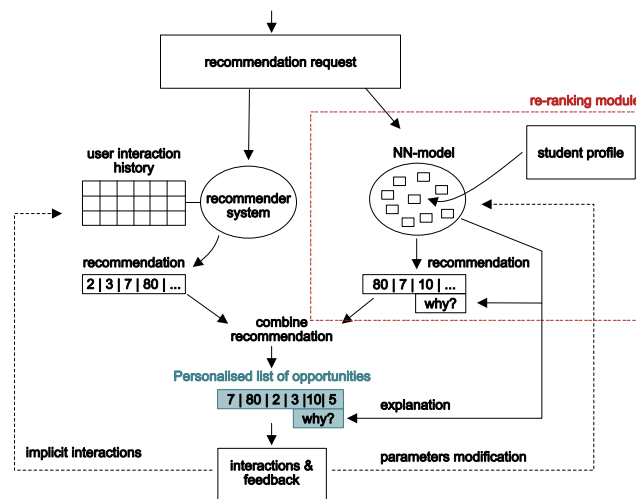 recommendation request
re-ranking module
user interaction
history
NN-model
student profile
recommender
system
recommendation
2 | 3 | 7 | 80 | ...
recommendation
80 | 7 | 10 | ...
why?
combine
recommendation
Personalised list of opportunities
7 | 80 | 2 | 3 |10| 5
why?
explanation
implicit interactions
interactions &
feedback
parameters modification